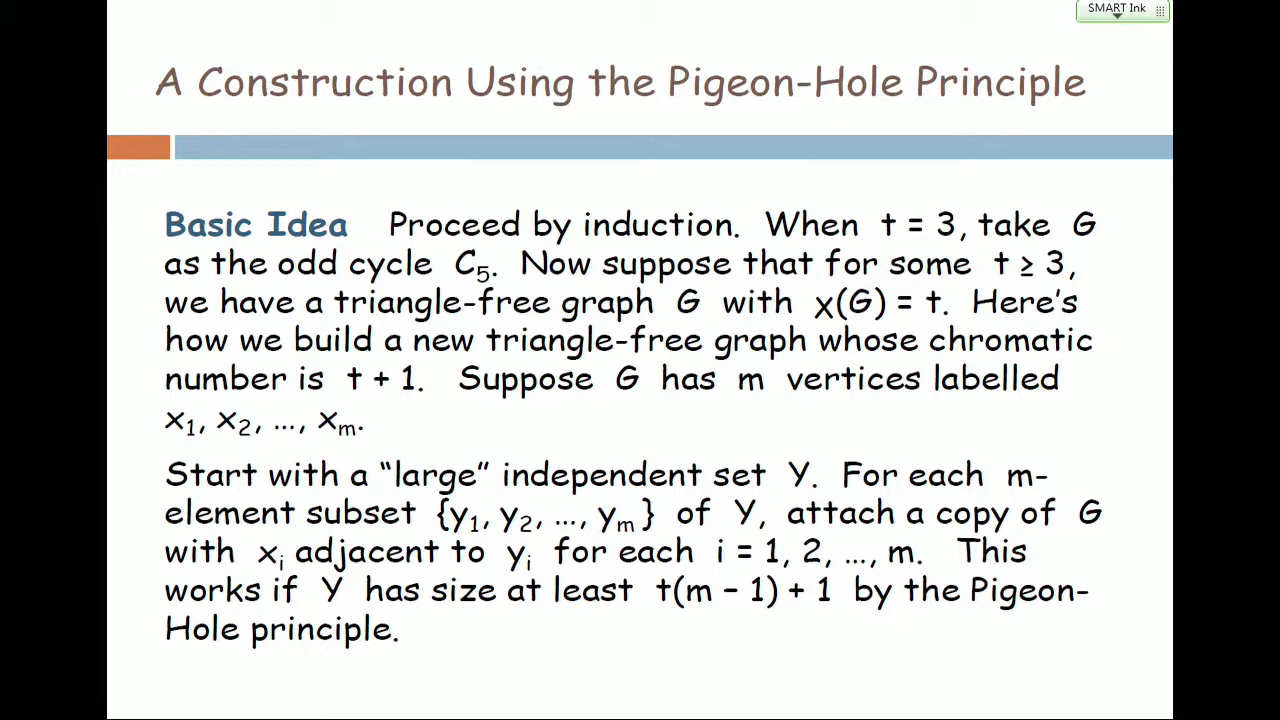 SMART Ink
A Construction Using the Pigeon-Hole Principle
Basic Idea Proceed by induction. When t = 3, take G
as the odd cycle C₅. Now suppose that for some t ≥ 3,
we have a triangle-free graph G with χ(G) = t. Here's
how we build a new triangle-free graph whose chromatic
number is t + 1. Suppose G has m vertices labelled
x₁, x₂, ..., xₘ.
Start with a “large” independent set Y. For each m-
element subset {y₁, y₂, ..., yₘ} of Y, attach a copy of G
with xᵢ adjacent to yᵢ for each i = 1, 2, ..., m. This
works if Y has size at least t(m – 1) + 1 by the Pigeon-
Hole principle.